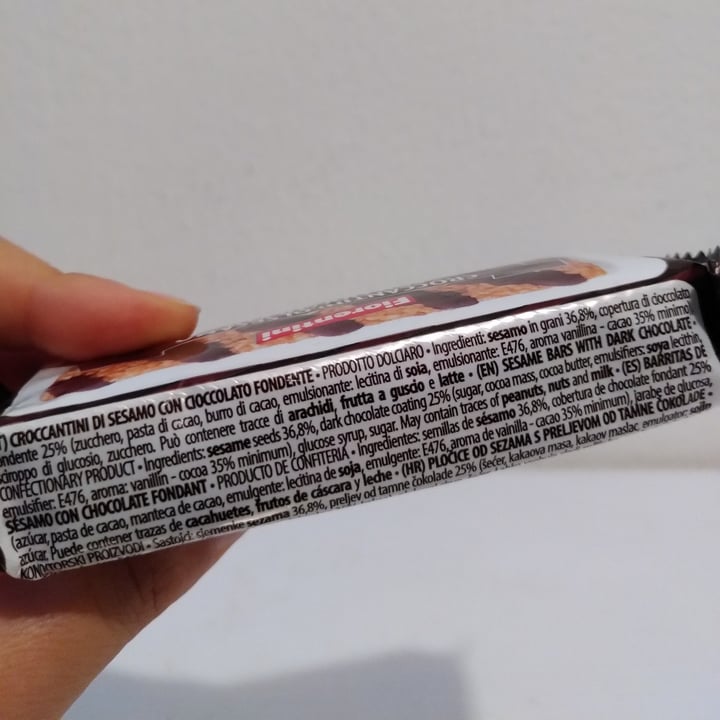 CROCCANTINI
Fiorentini
(IT) CROCCANTINI DI SESAMO CON CIOCCOLATO FONDENTE • PRODOTTO DOLCIARIO • Ingredienti: sesamo in grani 36,8%, copertura di cioccolato
fondente 25% (zucchero, pasta di cacao, burro di cacao, emulsionante: lecitina di soia, emulsionante: E476, aroma vanillina - cacao 35% minimo)
sciroppo di glucosio, zucchero. Può contenere tracce di arachidi, frutta a guscio e latte • (EN) SESAME BARS WITH DARK CHOCOLATE •
CONFECTIONARY PRODUCT • Ingredients: sesame seeds 36,8%, dark chocolate coating 25% (sugar, cocoa mass, cocoa butter, emulsifiers: soya lecithin,
emulsifier: E476, aroma: vanillin - cocoa 35% minimum), glucose syrup, sugar. May contain traces of peanuts, nuts and milk • (ES) BARRITAS DE
SÉSAMO CON CHOCOLATE FONDANT • PRODUCTO DE CONFITERÍA • Ingredientes: semillas de sésamo 36,8%, cobertura de chocolate fondant 25%
(azúcar, pasta de cacao, manteca de cacao, emulgente: lecitina de soja, emulgente: E476, aroma de vainilla - cacao 35% minimum), jarabe de glucosa,
azúcar. Puede contener trazas de cacahuetes, frutos de cáscara y leche • (HR) PLOČICE OD SEZAMA S PRELJEVOM OD TAMNE ČOKOLADE •
KONDITORSKI PROIZVODI • Sastojci: sjemenke sezama 36,8%, preljev od tamne čokolade 25% (šećer, kakaova masa, kakaov maslac, emulgator: